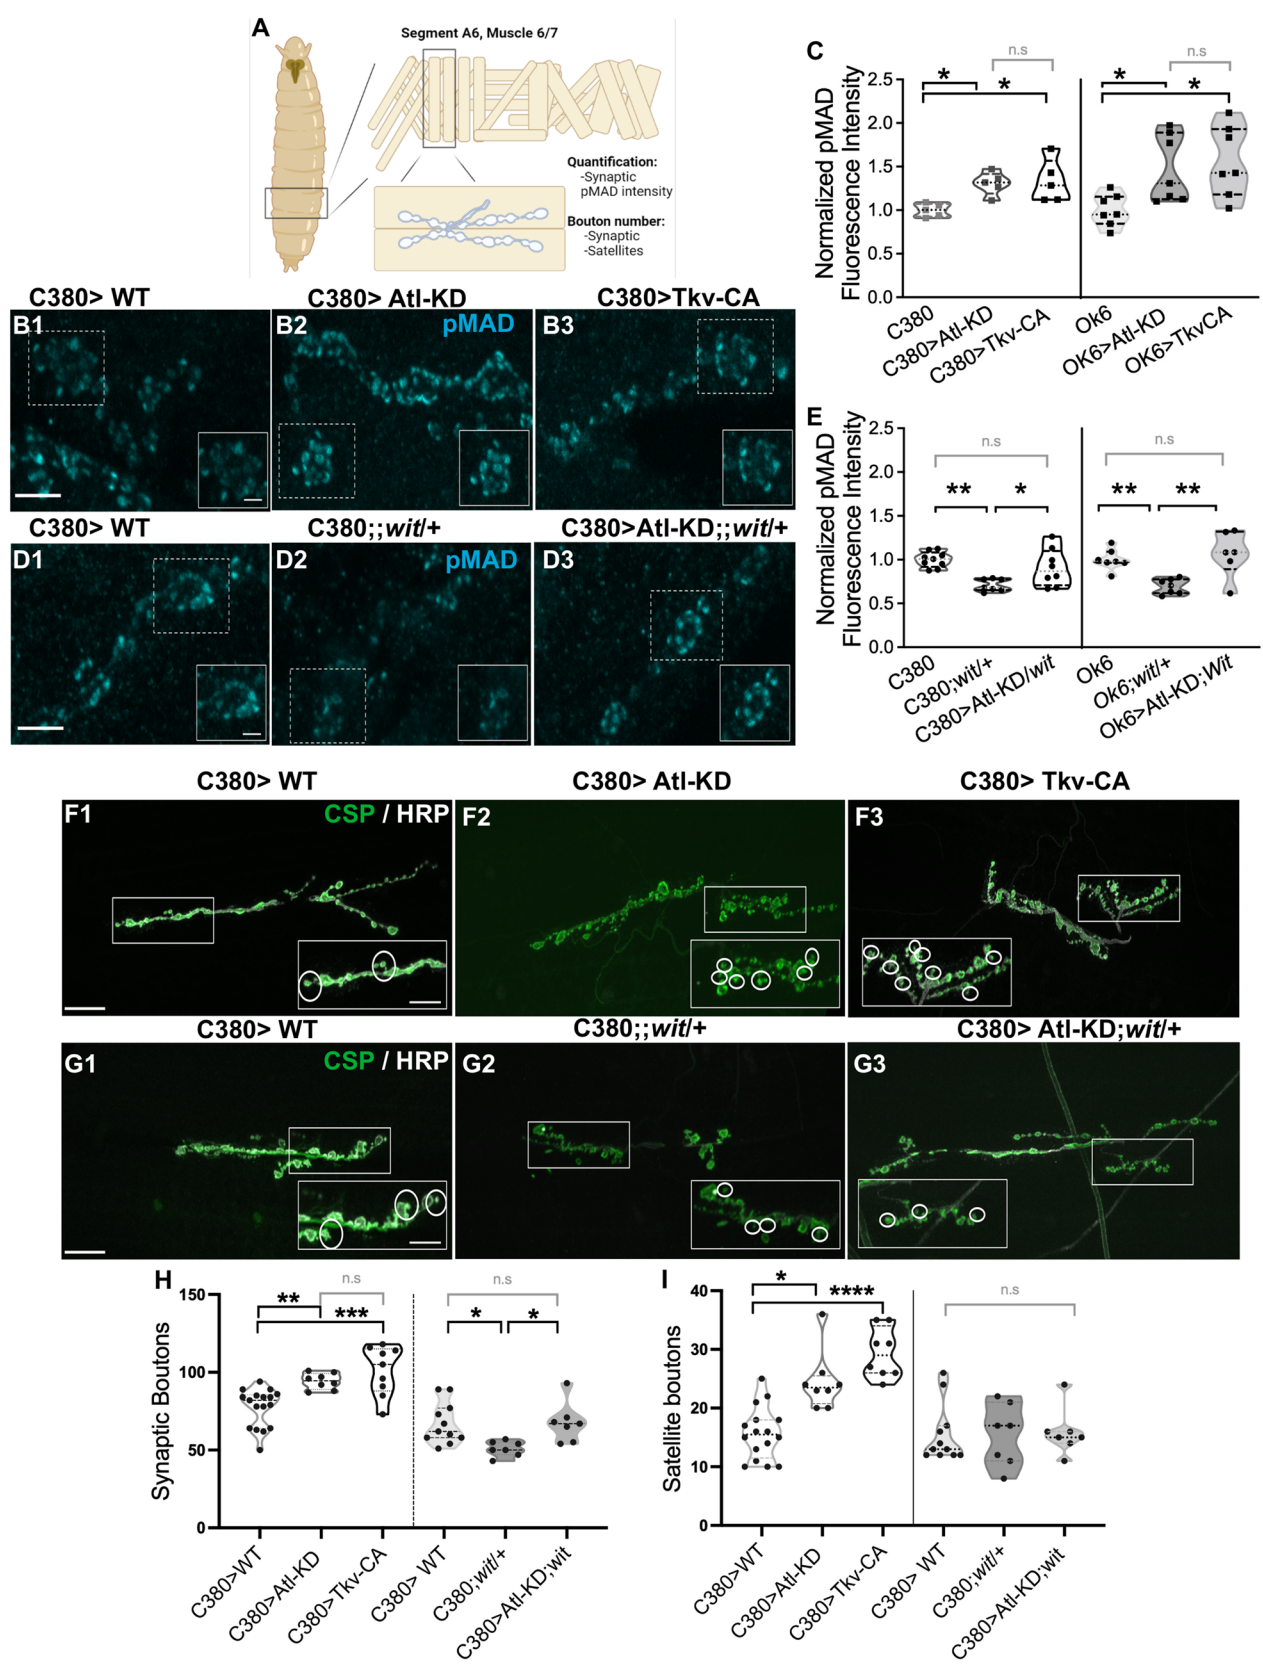 A
Segment A6, Muscle 6/7
Quantification:
-Synaptic
pMAD intensity
Bouton number:
-Synaptic
-Satellites
C
Normalized pMAD
Fluorescence Intensity
2.5
2.0
1.5
1.0
0.5
0.0
* * n.s
* * n.s
C380
C380>Atl-KD
C380>Tkv-CA
Ok6
OK6>Atl-KD
OK6>TkvCA
C380> WT
C380> Atl-KD
C380>Tkv-CA
B1
B2
pMAD
B3
C380> WT
C380;;wit/+
C380>Atl-KD;;wit/+
D1
D2
pMAD
D3
E
Normalized pMAD
Fluorescence Intensity
2.5
2.0
1.5
1.0
0.5
0.0
n.s
** *
n.s
** **
C380
C380;wit/+
C380>Atl-KD/wit
Ok6
Ok6;wit/+
Ok6>Atl-KD;Wit
C380> WT
C380> Atl-KD
C380> Tkv-CA
F1
CSP / HRP
F2
F3
C380> WT
C380;;wit/+
C380> Atl-KD;wit/+
G1
CSP / HRP
G2
G3
H
Synaptic Boutons
150
100
50
0
** *** n.s
n.s
* *
C380>WT
C380>Atl-KD
C380>Tkv-CA
C380> WT
C380;wit/+
C380>Atl-KD;wit
I
Satellite boutons
40
30
20
10
0
* ****
n.s
C380>WT
C380>Atl-KD
C380>Tkv-CA
C380> WT
C380;wit/+
C380>Atl-KD;wit